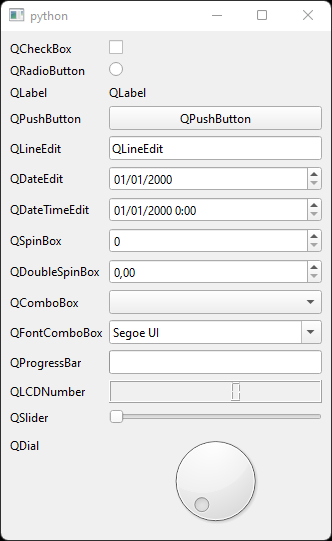 python
QCheckBox
QRadioButton
QLabel QLabel
QPushButton QPushButton
QLineEdit QLineEdit
QDateEdit 01/01/2000
QDateTimeEdit 01/01/2000 0:00
QSpinBox 0
QDoubleSpinBox 0,00
QComboBox
QFontComboBox Segoe UI
QProgressBar
QLCDNumber 0
QSlider
QDial